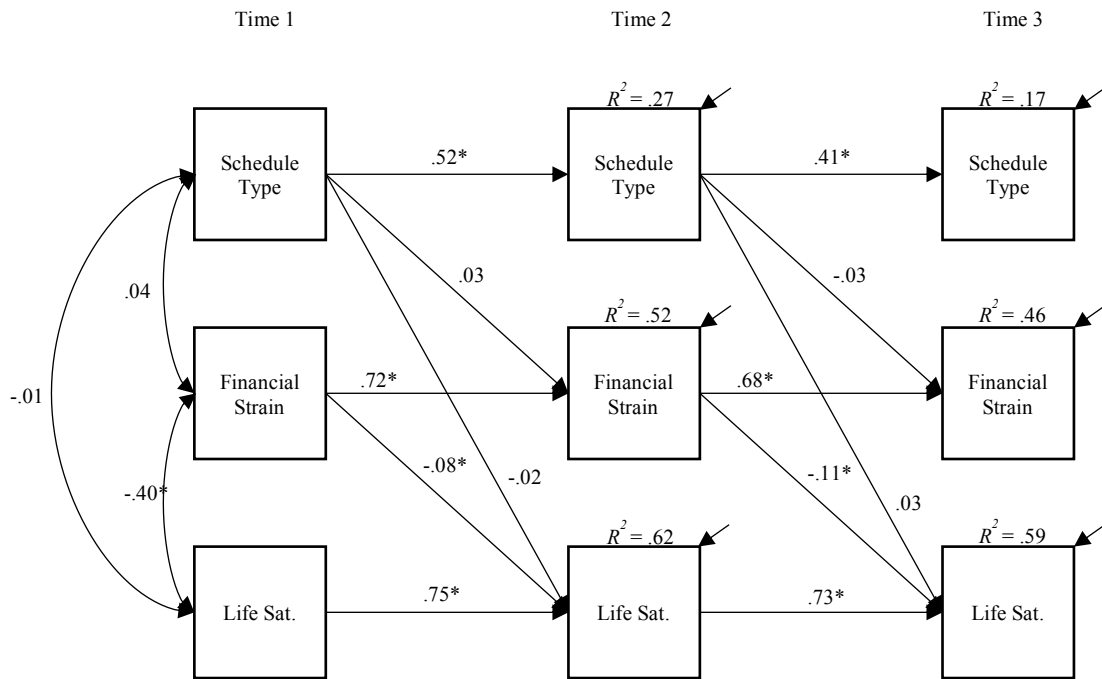 Time 1
Time 2
Time 3
R² = .27
R² = .17
Schedule
Type
.52*
Schedule
Type
.41*
Schedule
Type
.04
.03
-.03
R² = .52
R² = .46
-.01
Financial
Strain
.72*
Financial
Strain
.68*
Financial
Strain
-.40*
-.08*
-.02
-.11*
.03
R² = .62
R² = .59
Life Sat.
.75*
Life Sat.
.73*
Life Sat.